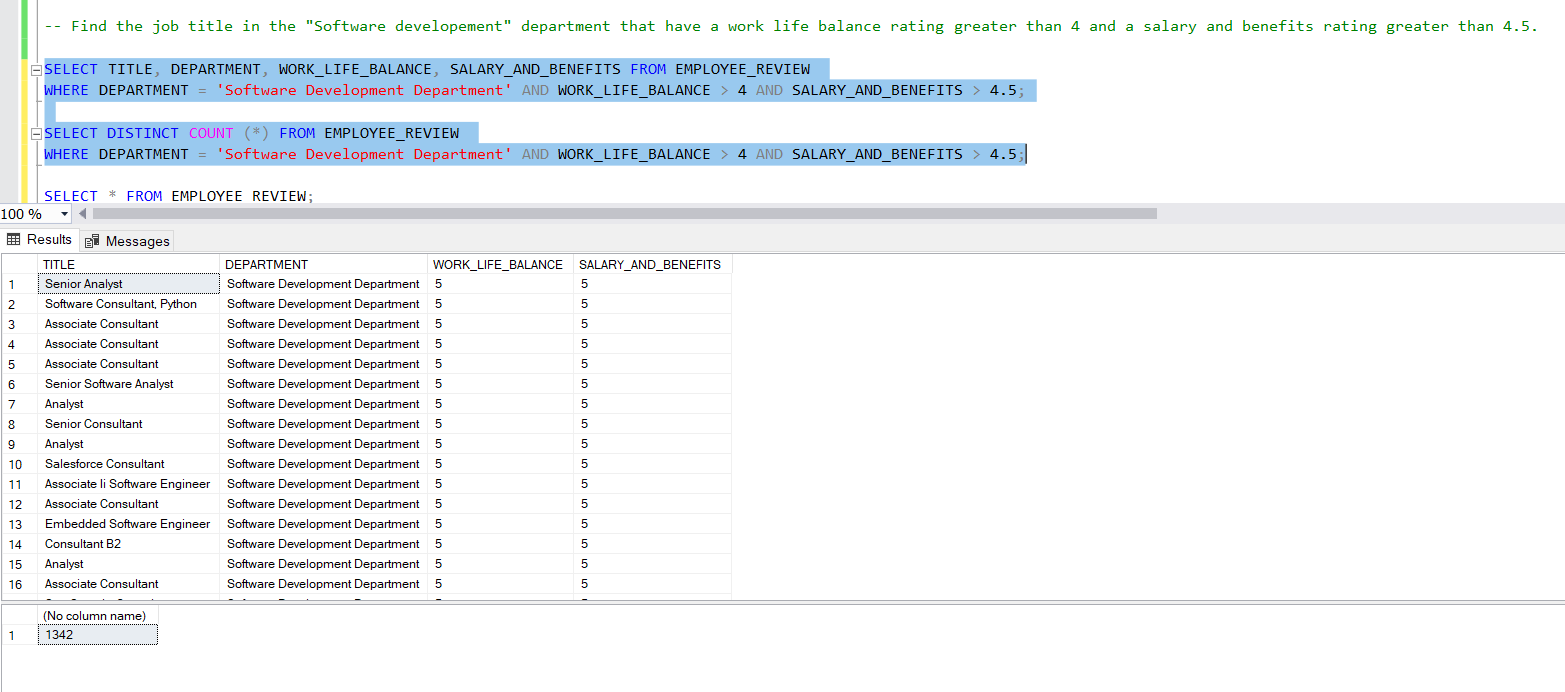 -- Find the job title in the "Software developement" department that have a work life balance rating greater than 4 and a salary and benefits rating greater than 4.5.
SELECT TITLE, DEPARTMENT, WORK_LIFE_BALANCE, SALARY_AND_BENEFITS FROM EMPLOYEE_REVIEW
WHERE DEPARTMENT = 'Software Development Department' AND WORK_LIFE_BALANCE > 4 AND SALARY_AND_BENEFITS > 4.5;
SELECT DISTINCT COUNT (*) FROM EMPLOYEE_REVIEW
WHERE DEPARTMENT = 'Software Development Department' AND WORK_LIFE_BALANCE > 4 AND SALARY_AND_BENEFITS > 4.5;
SELECT * FROM EMPLOYEE_REVIEW;
100 %
Results Messages
TITLE DEPARTMENT WORK_LIFE_BALANCE SALARY_AND_BENEFITS
1 Senior Analyst Software Development Department 5 5
2 Software Consultant, Python Software Development Department 5 5
3 Associate Consultant Software Development Department 5 5
4 Associate Consultant Software Development Department 5 5
5 Associate Consultant Software Development Department 5 5
6 Senior Software Analyst Software Development Department 5 5
7 Analyst Software Development Department 5 5
8 Senior Consultant Software Development Department 5 5
9 Analyst Software Development Department 5 5
10 Salesforce Consultant Software Development Department 5 5
11 Associate Ii Software Engineer Software Development Department 5 5
12 Associate Consultant Software Development Department 5 5
13 Embedded Software Engineer Software Development Department 5 5
14 Consultant B2 Software Development Department 5 5
15 Analyst Software Development Department 5 5
16 Associate Consultant Software Development Department 5 5
(No column name)
1 1342